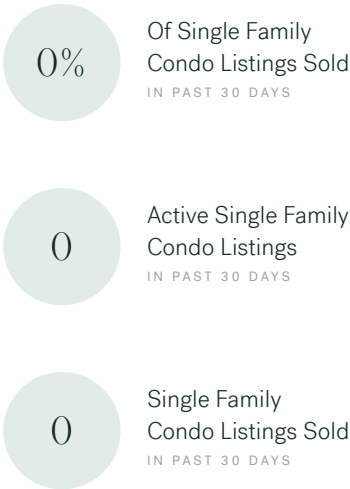 0%
Of Single Family
Condo Listings Sold
IN PAST 30 DAYS
0
Active Single Family
Condo Listings
IN PAST 30 DAYS
0
Single Family
Condo Listings Sold
IN PAST 30 DAYS